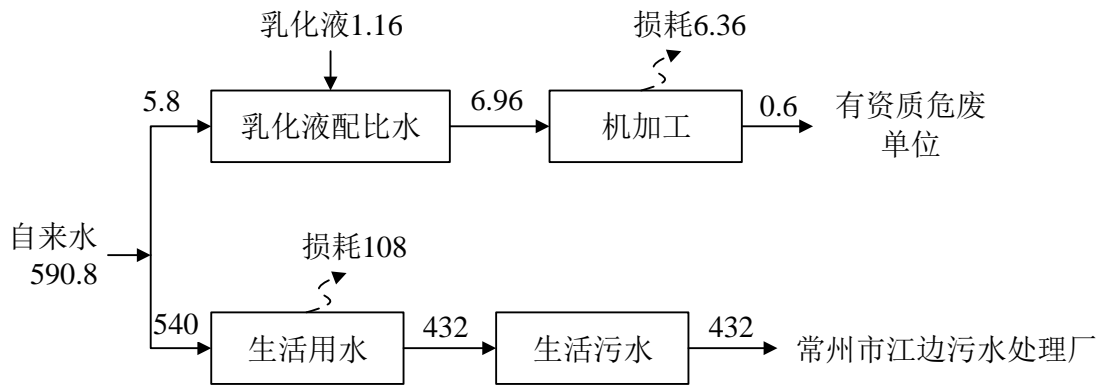 乳化液1.16
损耗6.36
5.8
乳化液配比水
6.96
机加工
0.6
有资质危废
单位
自来水
590.8
损耗108
540
生活用水
432
生活污水
432
常州市江边污水处理厂